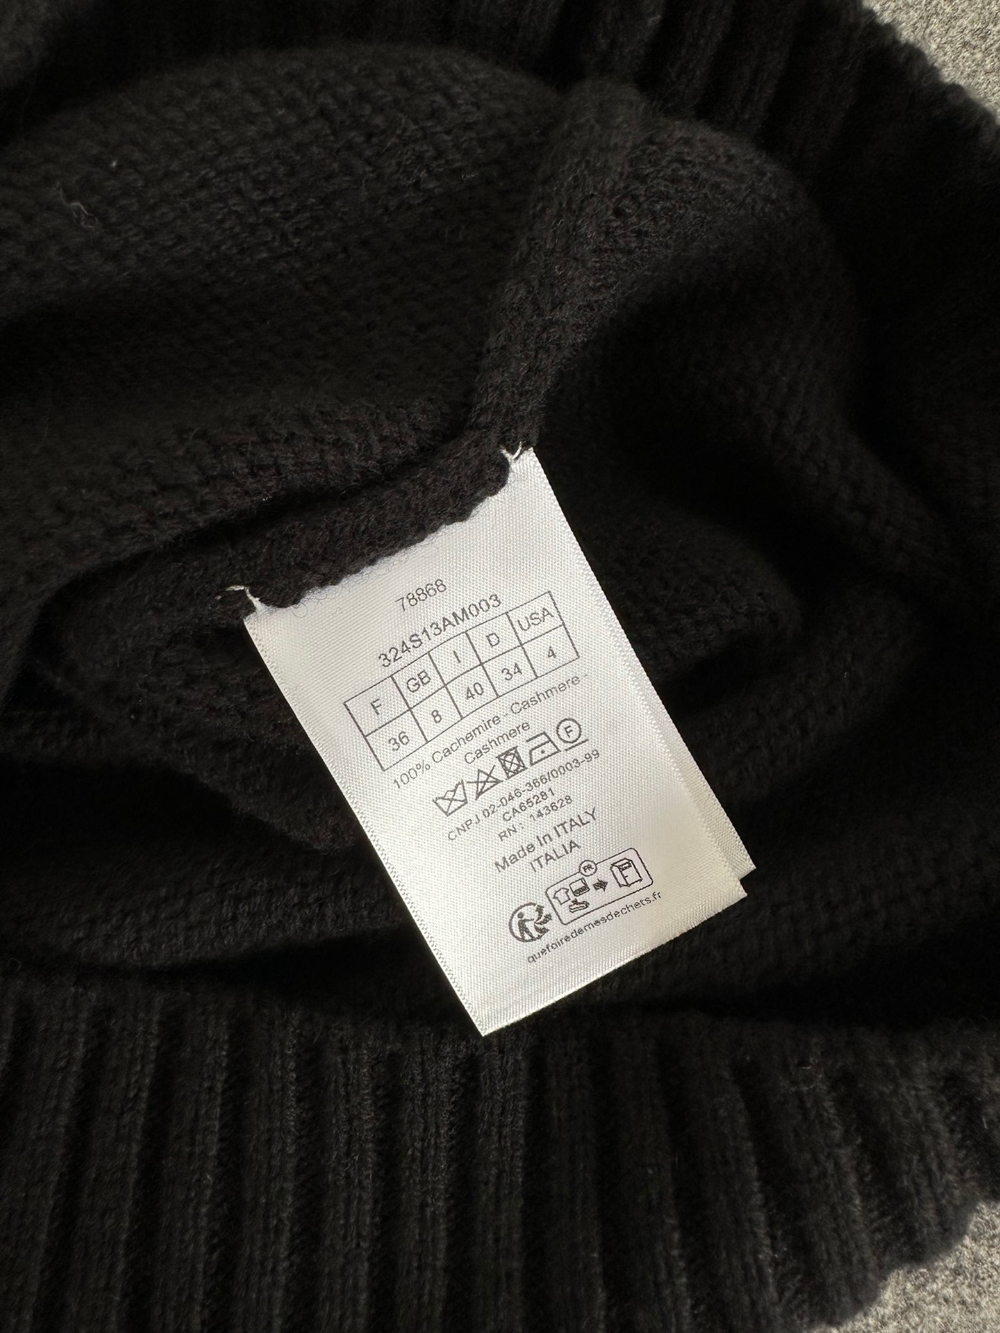 78868
324S13AM003
F GB I D USA
36 8 40 34 4
100% Cachemire - Cashmere -
Cashmere
F
CNPJ 02-046-366/0003-99
CA65281
RN: 143628
Made In ITALY
ITALIA
FR
quefairedemesdechets.fr